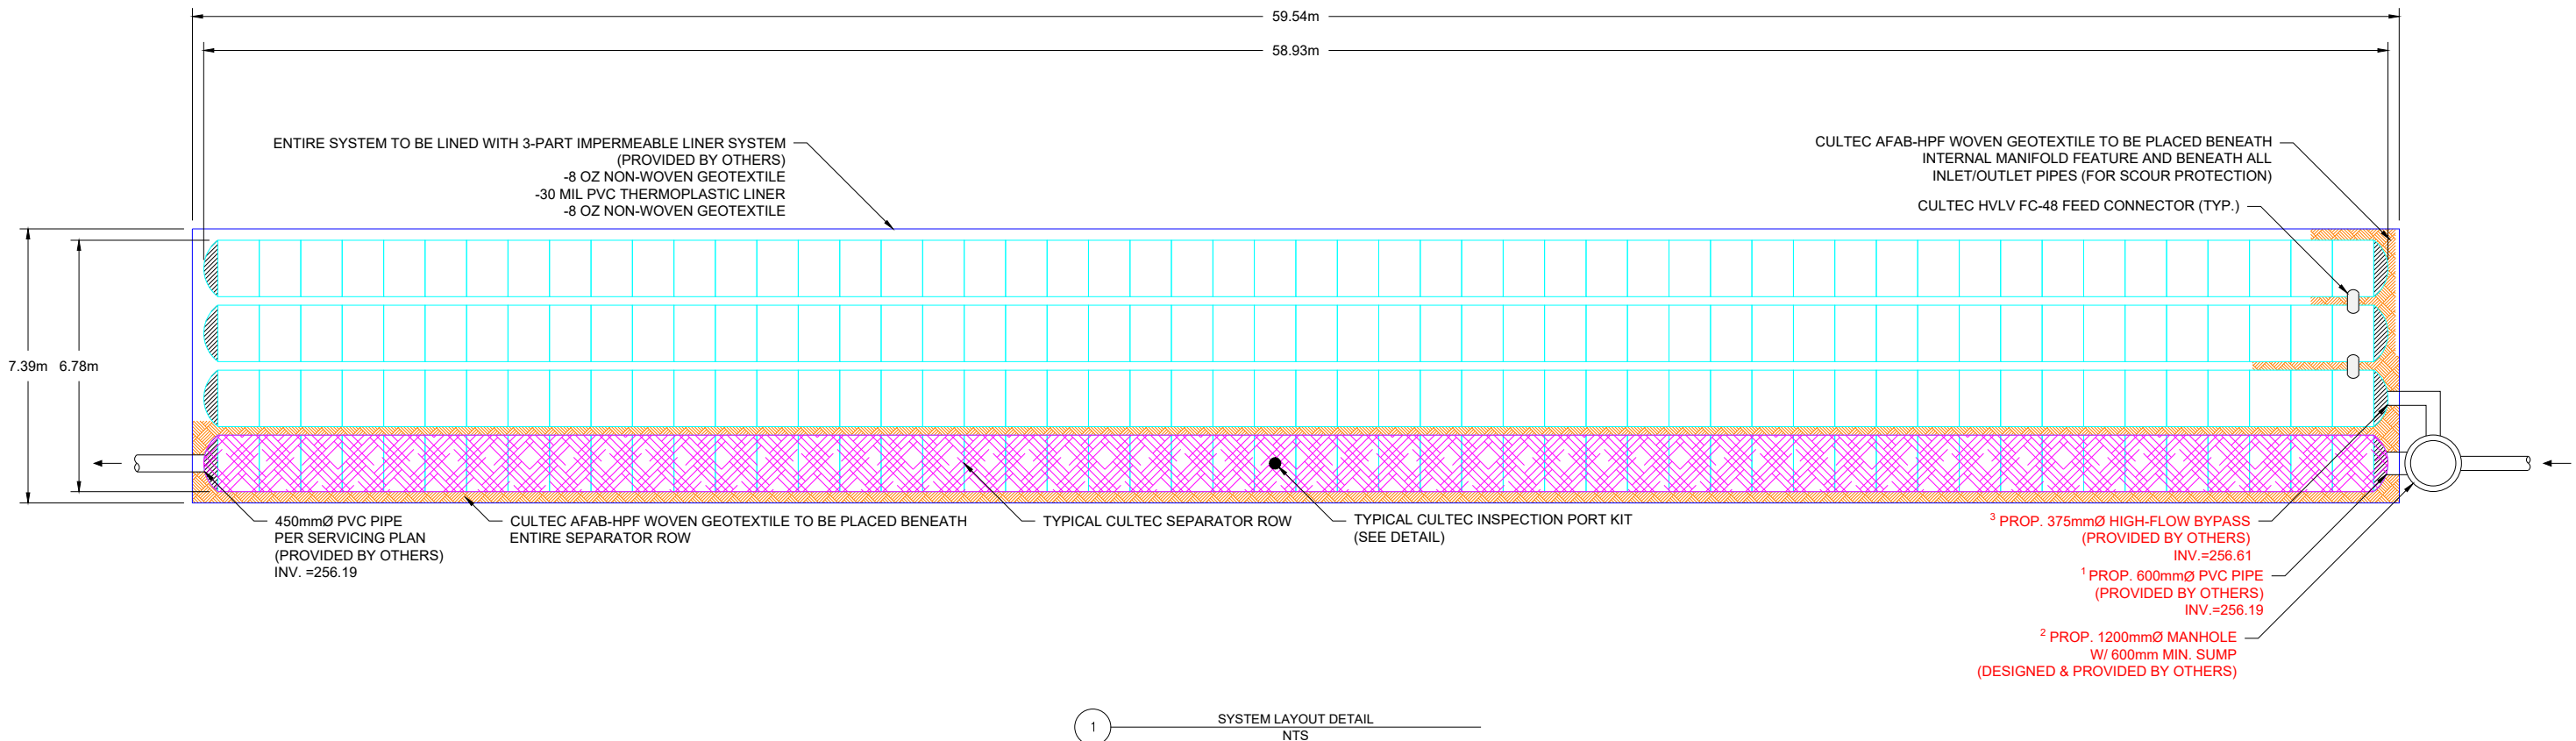 59.54m
58.93m
ENTIRE SYSTEM TO BE LINED WITH 3-PART IMPERMEABLE LINER SYSTEM
(PROVIDED BY OTHERS)
-8 OZ NON-WOVEN GEOTEXTILE
-30 MIL PVC THERMOPLASTIC LINER
-8 OZ NON-WOVEN GEOTEXTILE
CULTEC AFAB-HPF WOVEN GEOTEXTILE TO BE PLACED BENEATH
INTERNAL MANIFOLD FEATURE AND BENEATH ALL
INLET/OUTLET PIPES (FOR SCOUR PROTECTION)
CULTEC HVLV FC-48 FEED CONNECTOR (TYP.)
7.39m
6.78m
450mmØ PVC PIPE
PER SERVICING PLAN
(PROVIDED BY OTHERS)
INV. =256.19
CULTEC AFAB-HPF WOVEN GEOTEXTILE TO BE PLACED BENEATH
ENTIRE SEPARATOR ROW
TYPICAL CULTEC SEPARATOR ROW
TYPICAL CULTEC INSPECTION PORT KIT
(SEE DETAIL)
3 PROP. 375mmØ HIGH-FLOW BYPASS
(PROVIDED BY OTHERS)
INV.=256.61
1 PROP. 600mmØ PVC PIPE
(PROVIDED BY OTHERS)
INV.=256.19
2 PROP. 1200mmØ MANHOLE
W/ 600mm MIN. SUMP
(DESIGNED & PROVIDED BY OTHERS)
1
SYSTEM LAYOUT DETAIL
NTS